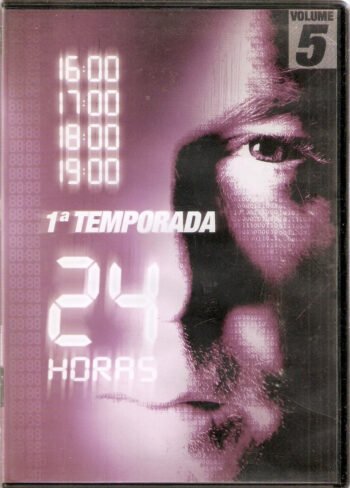 VOLUME
5
16:00
17:00
18:00
19:00
1ª TEMPORADA
24
HORAS